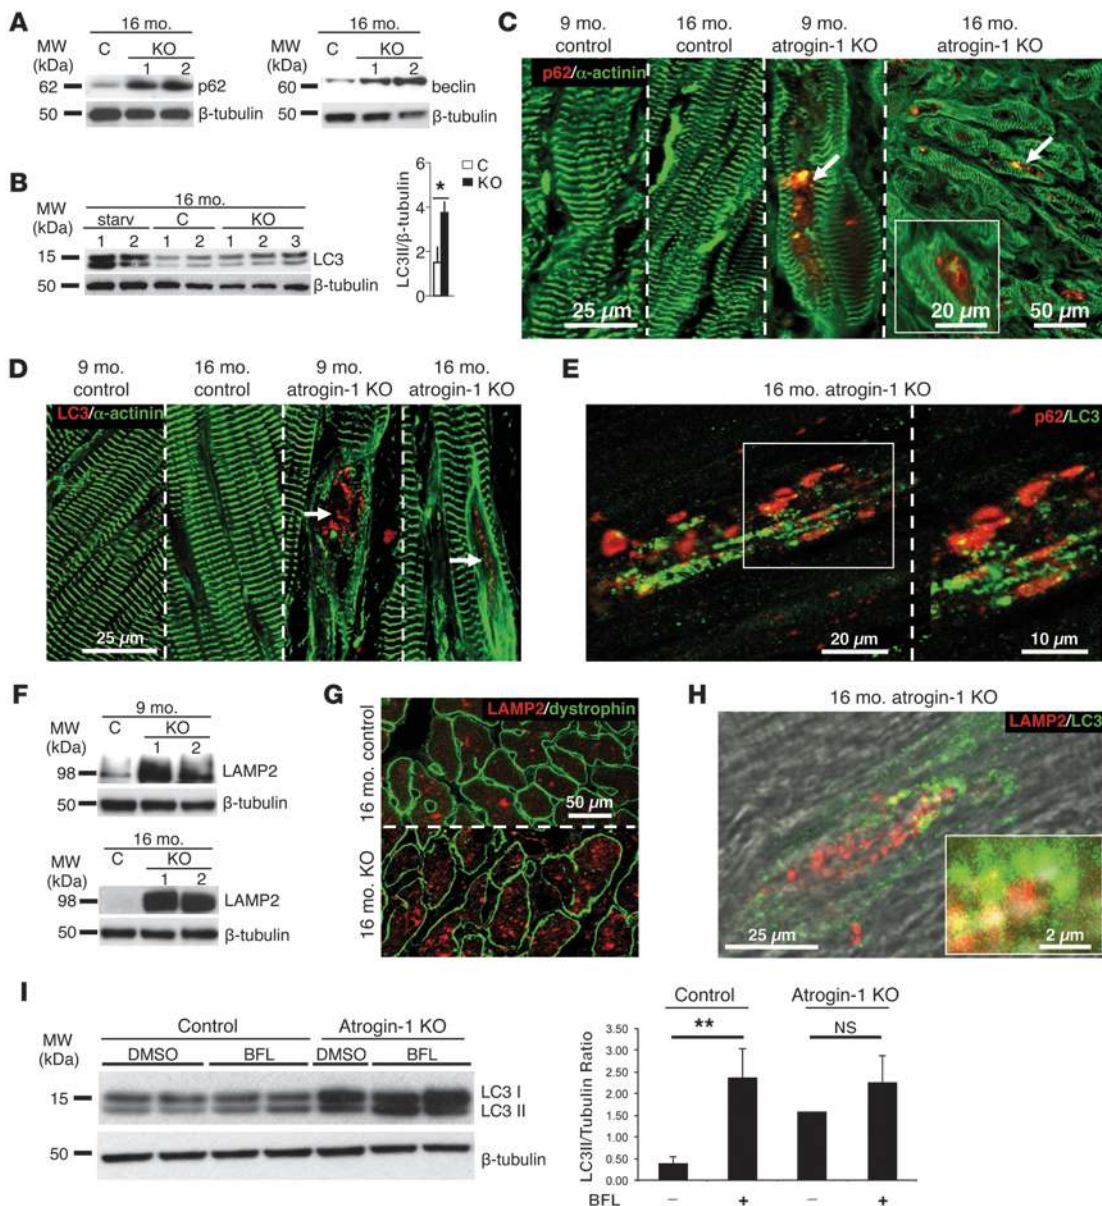 A
16 mo.
C KO
1 2
MW
(kDa)
62 p62
50 β-tubulin
16 mo.
C KO
1 2
MW
(kDa)
60 beclin
50 β-tubulin
B
16 mo.
starv C KO
1 2 1 2 1 2 3
MW
(kDa)
15 LC3
50 β-tubulin
C
KO
*
LC3II/β-tubulin
6
4
2
0
C
9 mo.
control
16 mo.
control
9 mo.
atrogin-1 KO
16 mo.
atrogin-1 KO
p62/α-actinin
25 µm
20 µm
50 µm
D
9 mo.
control
16 mo.
control
9 mo.
atrogin-1 KO
16 mo.
atrogin-1 KO
LC3/α-actinin
25 µm
E
16 mo. atrogin-1 KO
p62/LC3
20 µm
10 µm
F
9 mo.
C KO
1 2
MW
(kDa)
98 LAMP2
50 β-tubulin
16 mo.
C KO
1 2
MW
(kDa)
98 LAMP2
50 β-tubulin
G
LAMP2/dystrophin
16 mo. control
50 µm
16 mo. KO
H
16 mo. atrogin-1 KO
LAMP2/LC3
25 µm
2 µm
I
Control Atrogin-1 KO
DMSO BFL DMSO BFL
MW
(kDa)
15 LC3 I
LC3 II
50 β-tubulin
Control Atrogin-1 KO
** NS
LC3II/Tubulin Ratio
3.50
3.00
2.50
2.00
1.50
1.00
0.50
0.00
BFL – + – +